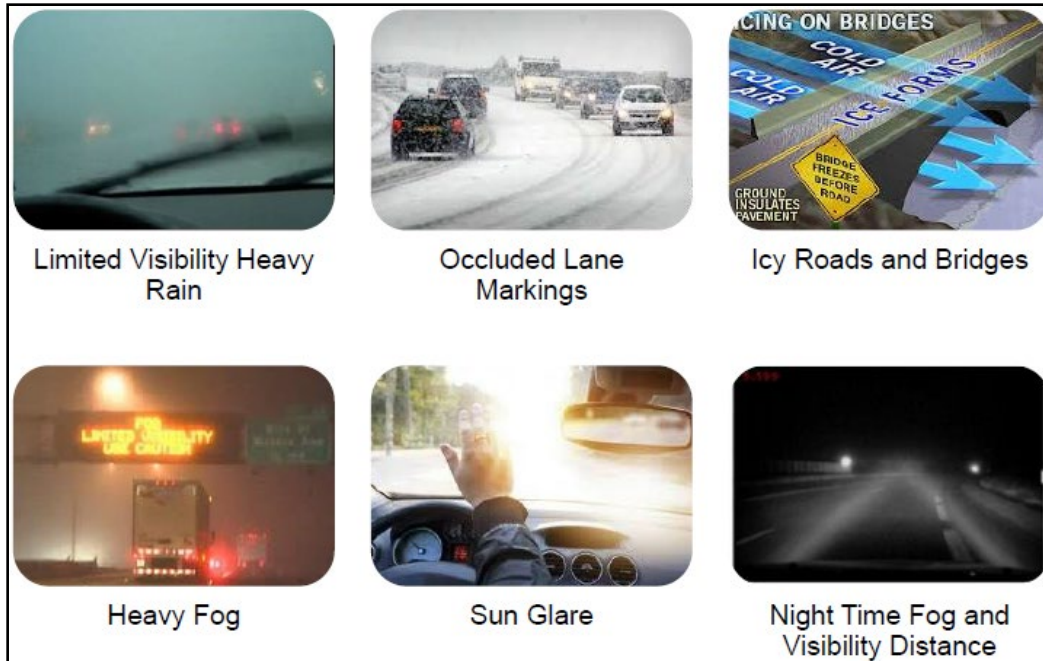 ICING ON BRIDGES
COLD
AIR
COLD
AIR
ICE FORMS
BRIDGE
FREEZES
BEFORE
ROAD
GROUND
INSULATES
PAVEMENT
Limited Visibility Heavy
Rain
Occluded Lane
Markings
Icy Roads and Bridges
FOG
LIMITED VISIBILITY
USE CAUTION
Heavy Fog
Sun Glare
Night Time Fog and
Visibility Distance